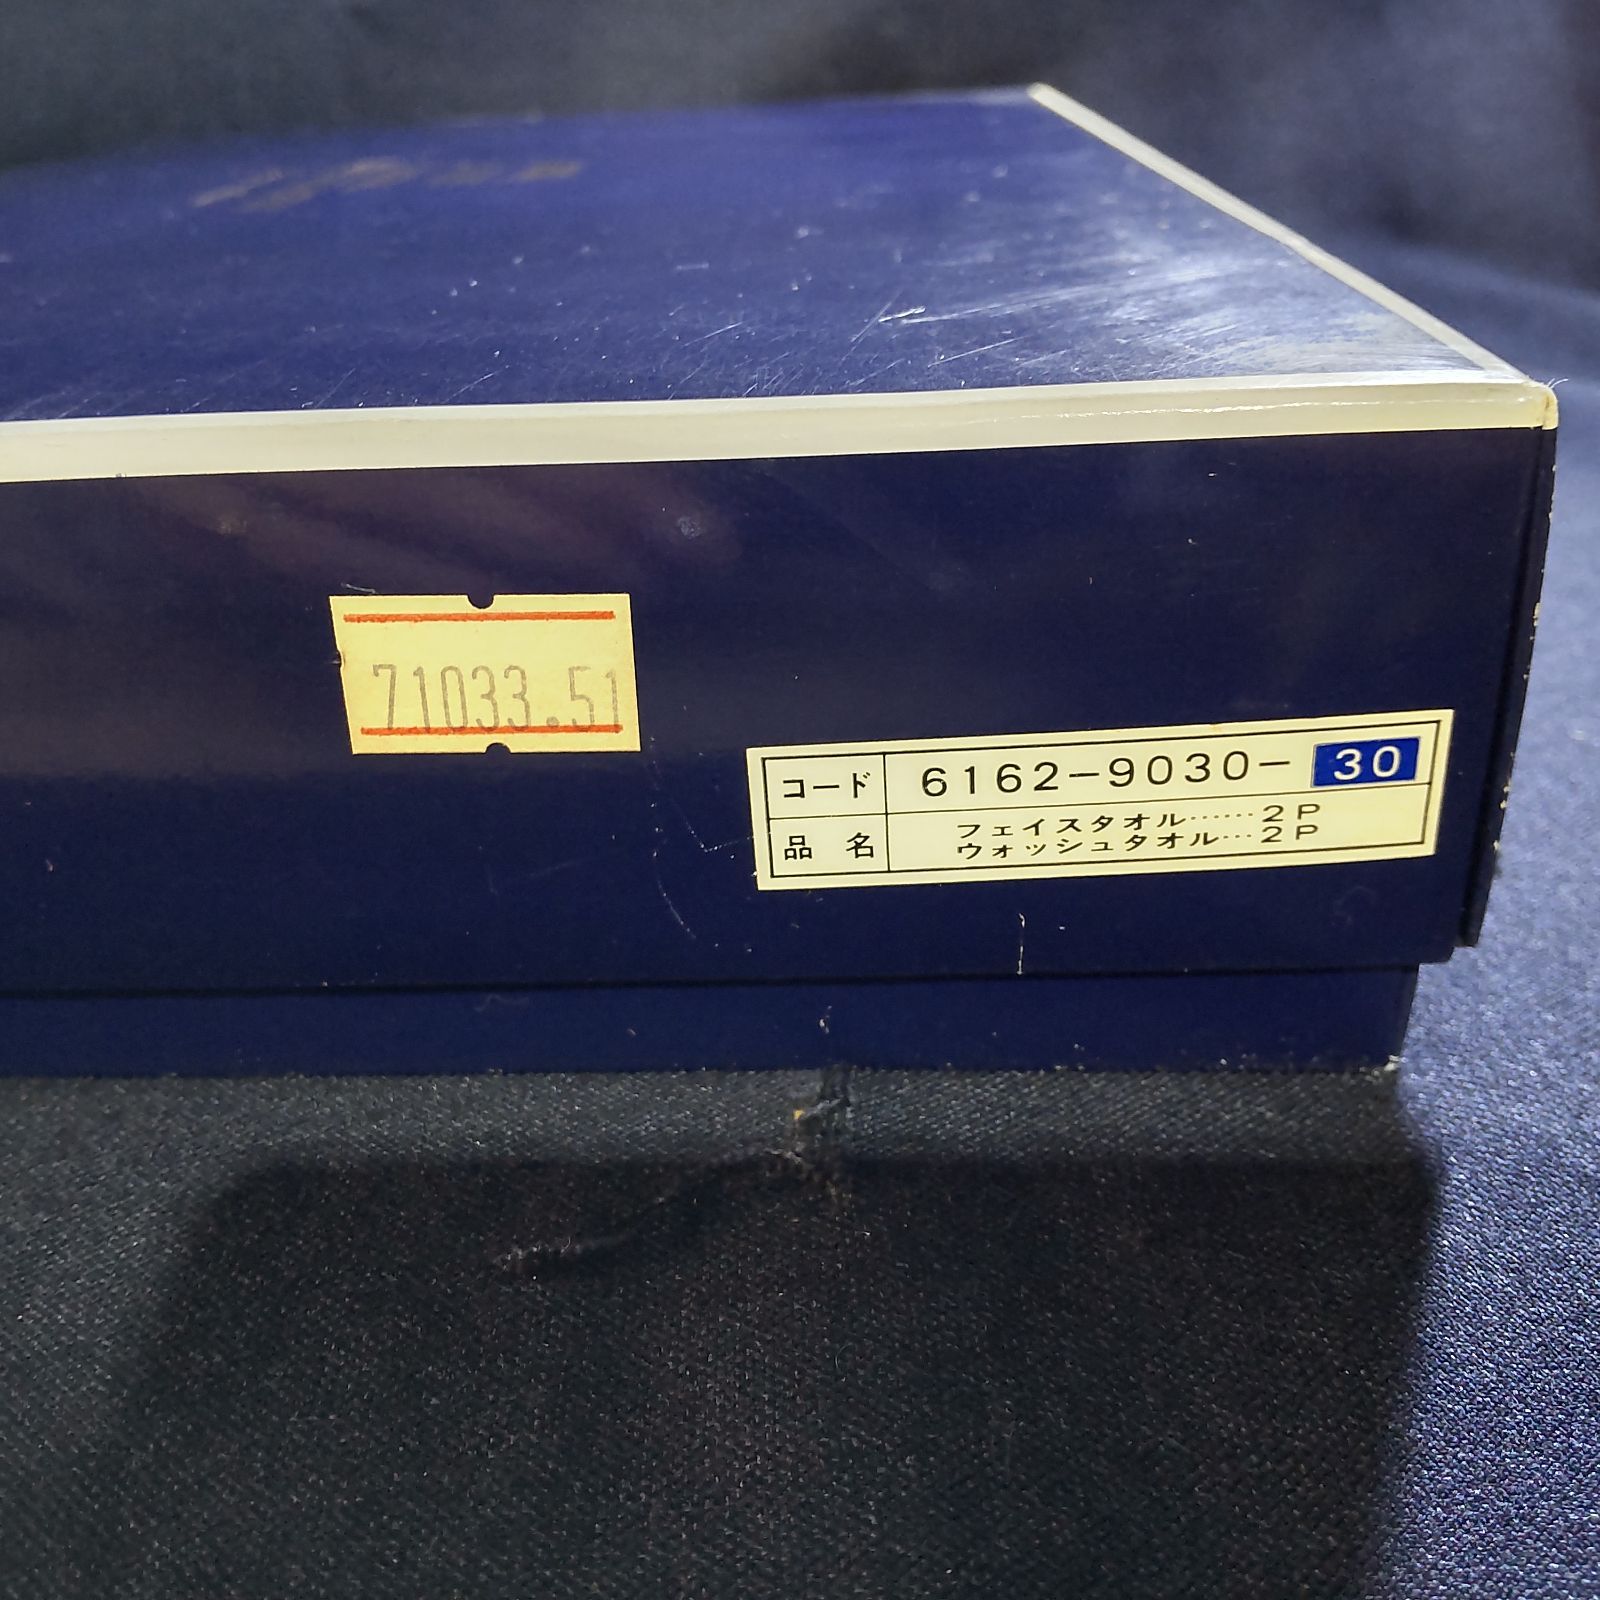 71033.51
コード 6162-9030-30
品名 フェイスタオル……2P
ウォッシュタオル…2P